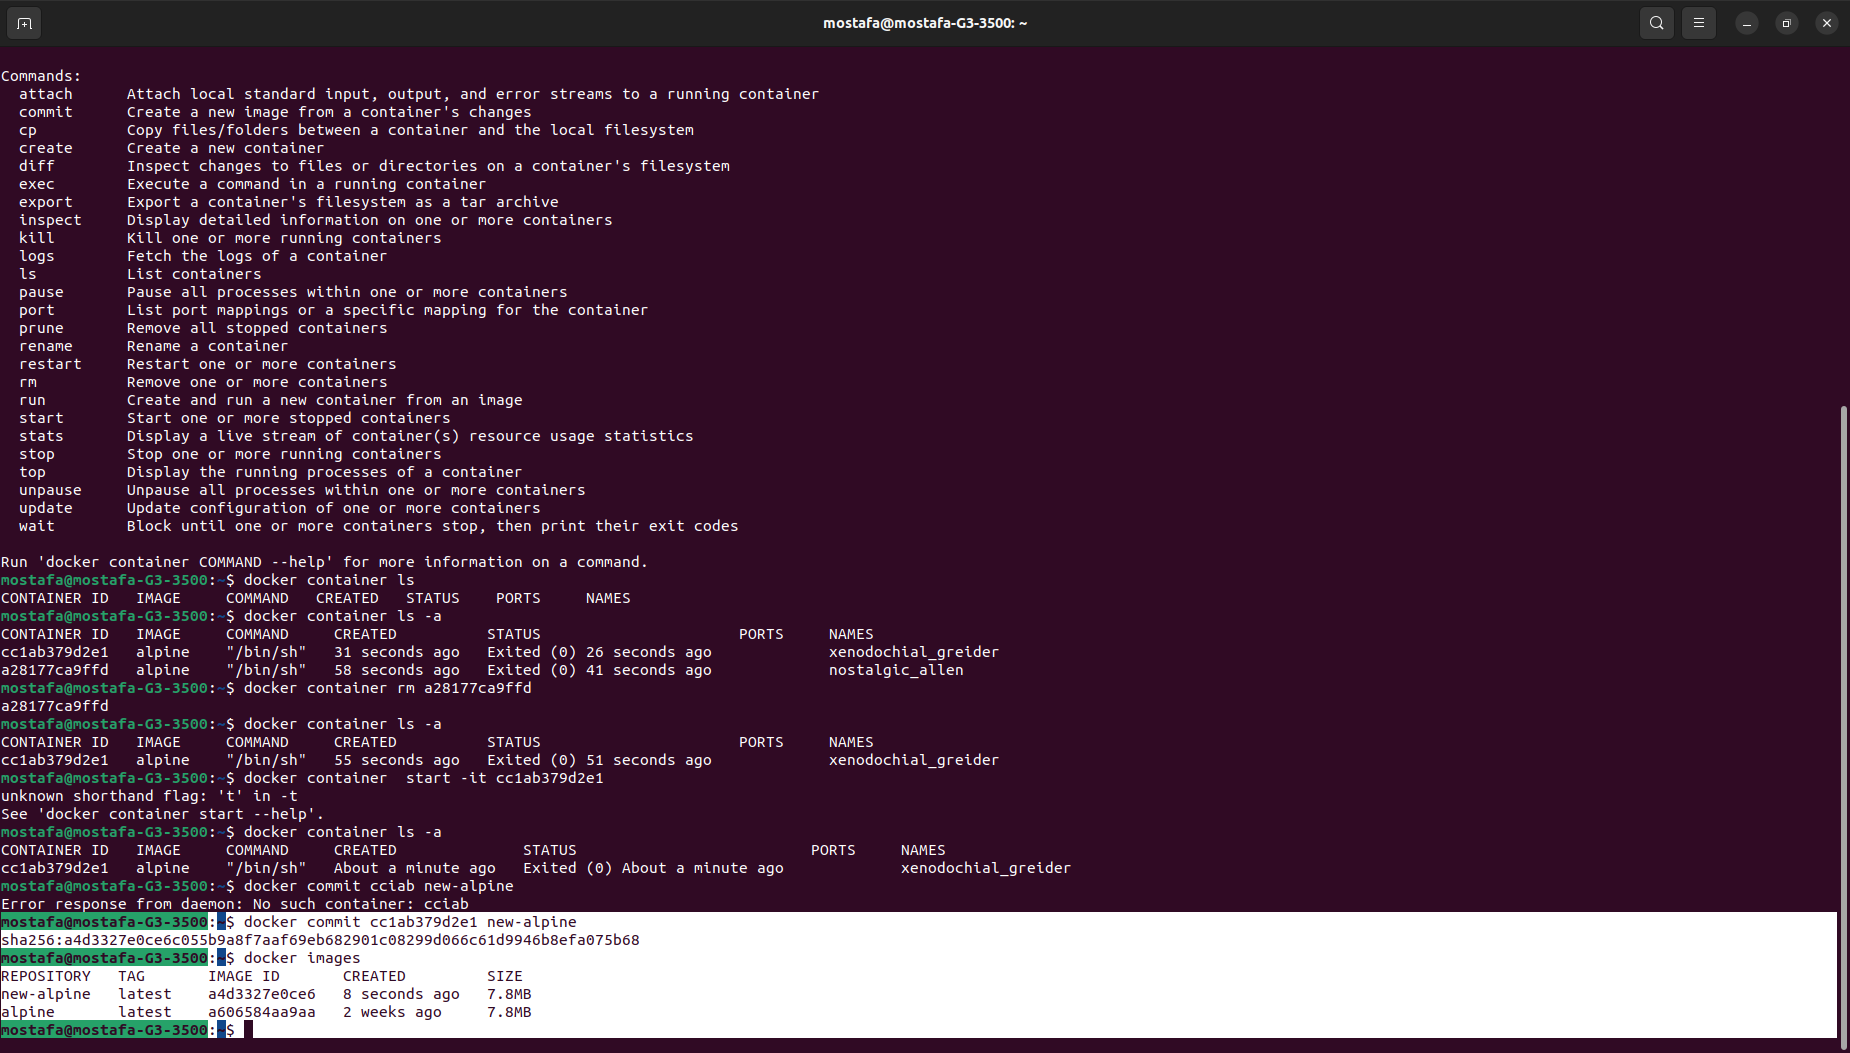 mostafa@mostafa-G3-3500: ~
Commands:
  attach      Attach local standard input, output, and error streams to a running container
  commit      Create a new image from a container's changes
  cp          Copy files/folders between a container and the local filesystem
  create      Create a new container
  diff        Inspect changes to files or directories on a container's filesystem
  exec        Execute a command in a running container
  export      Export a container's filesystem as a tar archive
  inspect     Display detailed information on one or more containers
  kill        Kill one or more running containers
  logs        Fetch the logs of a container
  ls          List containers
  pause       Pause all processes within one or more containers
  port        List port mappings or a specific mapping for the container
  prune       Remove all stopped containers
  rename      Rename a container
  restart     Restart one or more containers
  rm          Remove one or more containers
  run         Create and run a new container from an image
  start       Start one or more stopped containers
  stats       Display a live stream of container(s) resource usage statistics
  stop        Stop one or more running containers
  top         Display the running processes of a container
  unpause     Unpause all processes within one or more containers
  update      Update configuration of one or more containers
  wait        Block until one or more containers stop, then print their exit codes
Run 'docker container COMMAND --help' for more information on a command.
mostafa@mostafa-G3-3500:~$ docker container ls
CONTAINER ID   IMAGE     COMMAND   CREATED   STATUS    PORTS     NAMES
mostafa@mostafa-G3-3500:~$ docker container ls -a
CONTAINER ID   IMAGE     COMMAND     CREATED          STATUS                      PORTS     NAMES
cc1ab379d2e1   alpine    "/bin/sh"   31 seconds ago   Exited (0) 26 seconds ago             xenodochial_greider
a28177ca9ffd   alpine    "/bin/sh"   58 seconds ago   Exited (0) 41 seconds ago             nostalgic_allen
mostafa@mostafa-G3-3500:~$ docker container rm a28177ca9ffd
a28177ca9ffd
mostafa@mostafa-G3-3500:~$ docker container ls -a
CONTAINER ID   IMAGE     COMMAND     CREATED          STATUS                      PORTS     NAMES
cc1ab379d2e1   alpine    "/bin/sh"   55 seconds ago   Exited (0) 51 seconds ago             xenodochial_greider
mostafa@mostafa-G3-3500:~$ docker container  start -it cc1ab379d2e1
unknown shorthand flag: 't' in -t
See 'docker container start --help'.
mostafa@mostafa-G3-3500:~$ docker container ls -a
CONTAINER ID   IMAGE     COMMAND     CREATED              STATUS                          PORTS     NAMES
cc1ab379d2e1   alpine    "/bin/sh"   About a minute ago   Exited (0) About a minute ago             xenodochial_greider
mostafa@mostafa-G3-3500:~$ docker commit cciab new-alpine
Error response from daemon: No such container: cciab
mostafa@mostafa-G3-3500:~$ docker commit cc1ab379d2e1 new-alpine
sha256:a4d3327e0ce6c055b9a8f7aaf69eb682901c08299d066c61d9946b8efa075b68
mostafa@mostafa-G3-3500:~$ docker images
REPOSITORY   TAG       IMAGE ID       CREATED         SIZE
new-alpine   latest    a4d3327e0ce6   8 seconds ago   7.8MB
alpine       latest    a606584aa9aa   2 weeks ago     7.8MB
mostafa@mostafa-G3-3500:~$